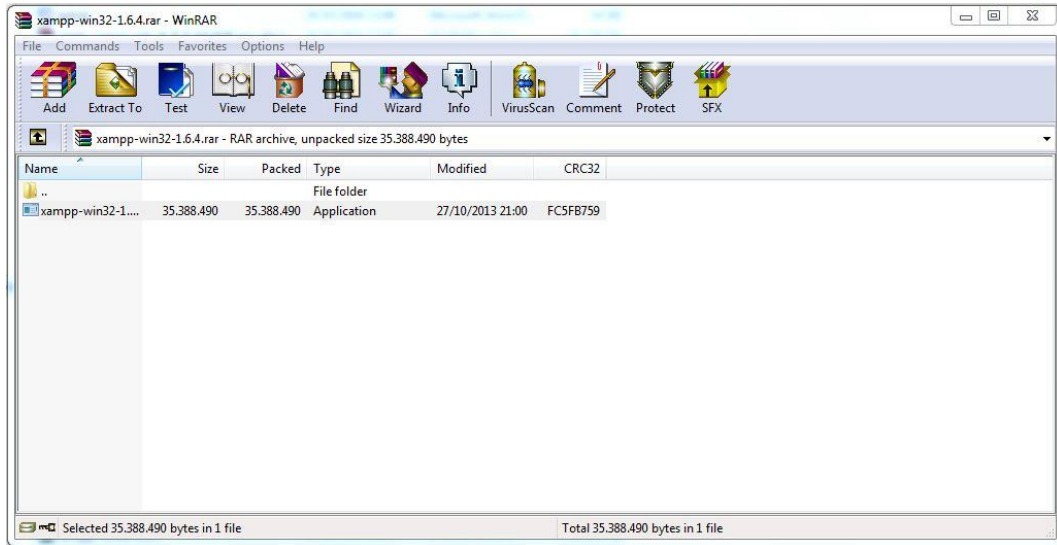 xampp-win32-1.6.4.rar - WinRAR
File Commands Tools Favorites Options Help
Add Extract To Test View Delete Find Wizard Info VirusScan Comment Protect SFX
xampp-win32-1.6.4.rar - RAR archive, unpacked size 35.388.490 bytes
Name Size Packed Type Modified CRC32
.. File folder
xampp-win32-1.... 35.388.490 35.388.490 Application 27/10/2013 21:00 FC5FB759
Selected 35.388.490 bytes in 1 file Total 35.388.490 bytes in 1 file